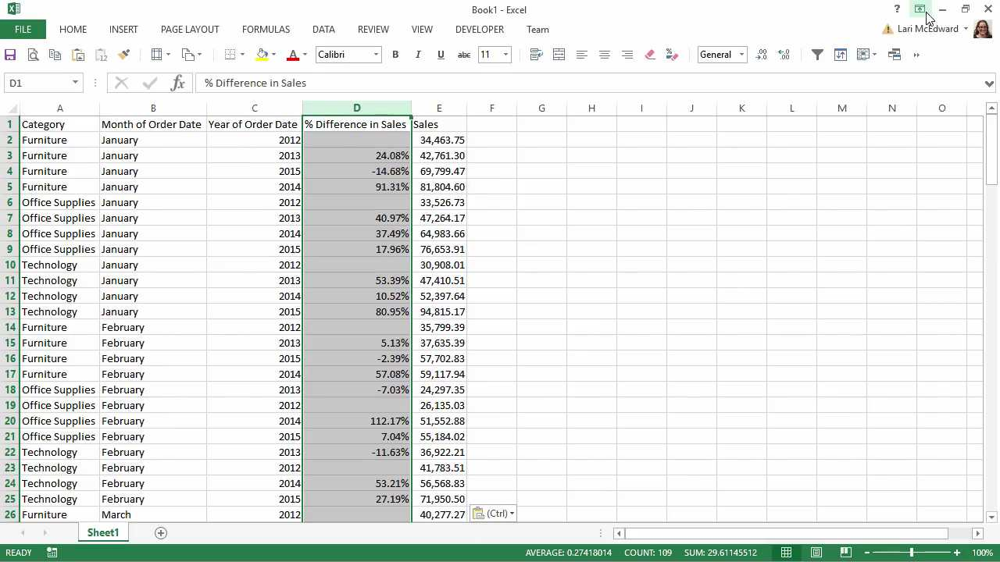 Book1 - Excel
?
FILE HOME INSERT PAGE LAYOUT FORMULAS DATA REVIEW VIEW DEVELOPER Team Lari McEdward
Calibri B I U abc 11 General
D1 fx % Difference in Sales
A B C D E F G H I J K L M N O
1 Category Month of Order Date Year of Order Date % Difference in Sales Sales
2 Furniture January 2012 34,463.75
3 Furniture January 2013 24.08% 42,761.30
4 Furniture January 2015 -14.68% 69,799.47
5 Furniture January 2014 91.31% 81,804.60
6 Office Supplies January 2012 33,526.73
7 Office Supplies January 2013 40.97% 47,264.17
8 Office Supplies January 2014 37.49% 64,983.66
9 Office Supplies January 2015 17.96% 76,653.91
10 Technology January 2012 30,908.01
11 Technology January 2013 53.39% 47,410.51
12 Technology January 2014 10.52% 52,397.64
13 Technology January 2015 80.95% 94,815.17
14 Furniture February 2012 35,799.39
15 Furniture February 2013 5.13% 37,635.39
16 Furniture February 2015 -2.39% 57,702.83
17 Furniture February 2014 57.08% 59,117.94
18 Office Supplies February 2013 -7.03% 24,297.35
19 Office Supplies February 2012 26,135.03
20 Office Supplies February 2014 112.17% 51,552.88
21 Office Supplies February 2015 7.04% 55,184.02
22 Technology February 2013 -11.63% 36,922.21
23 Technology February 2012 41,783.51
24 Technology February 2014 53.21% 56,568.83
25 Technology February 2015 27.19% 71,950.50
26 Furniture March 2012 40,277.27 (Ctrl)
Sheet1
READY AVERAGE: 0.27418014 COUNT: 109 SUM: 29.61145512 100%